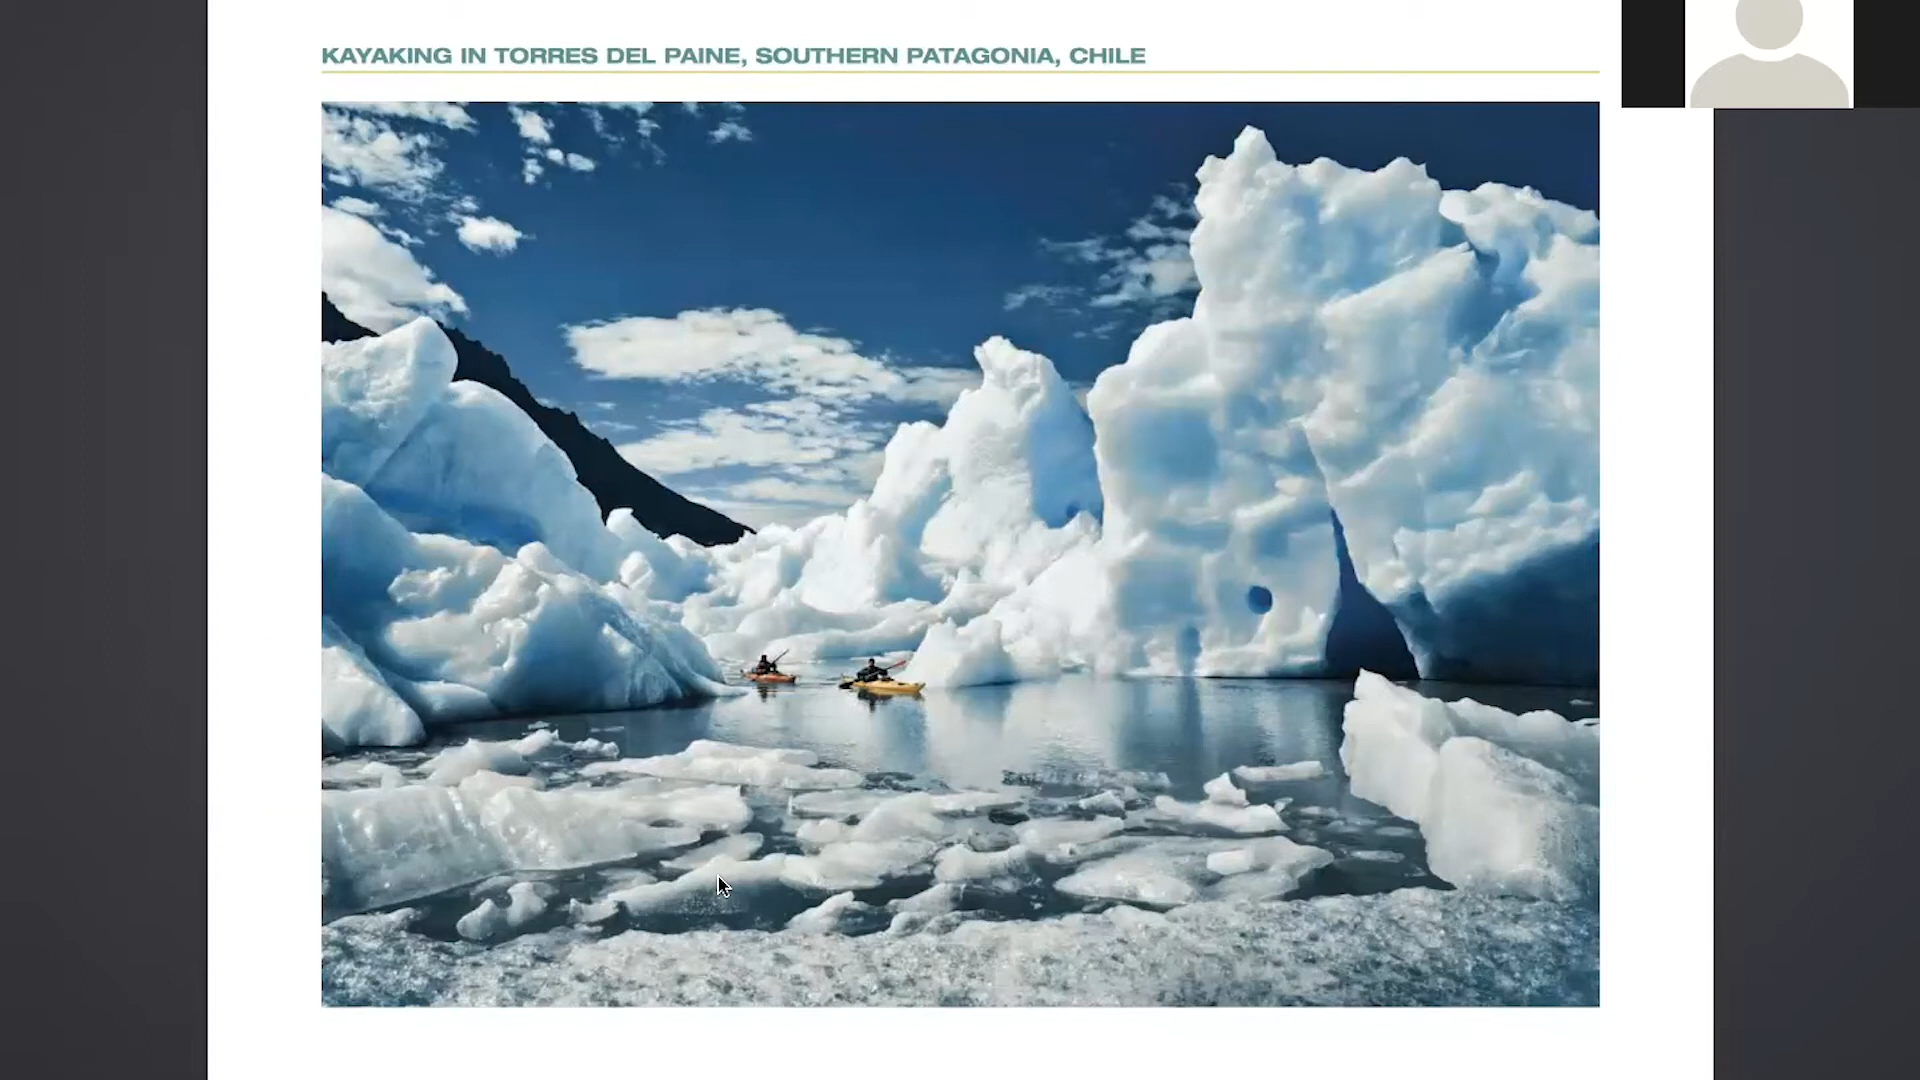 KAYAKING IN TORRES DEL PAINE, SOUTHERN PATAGONIA, CHILE